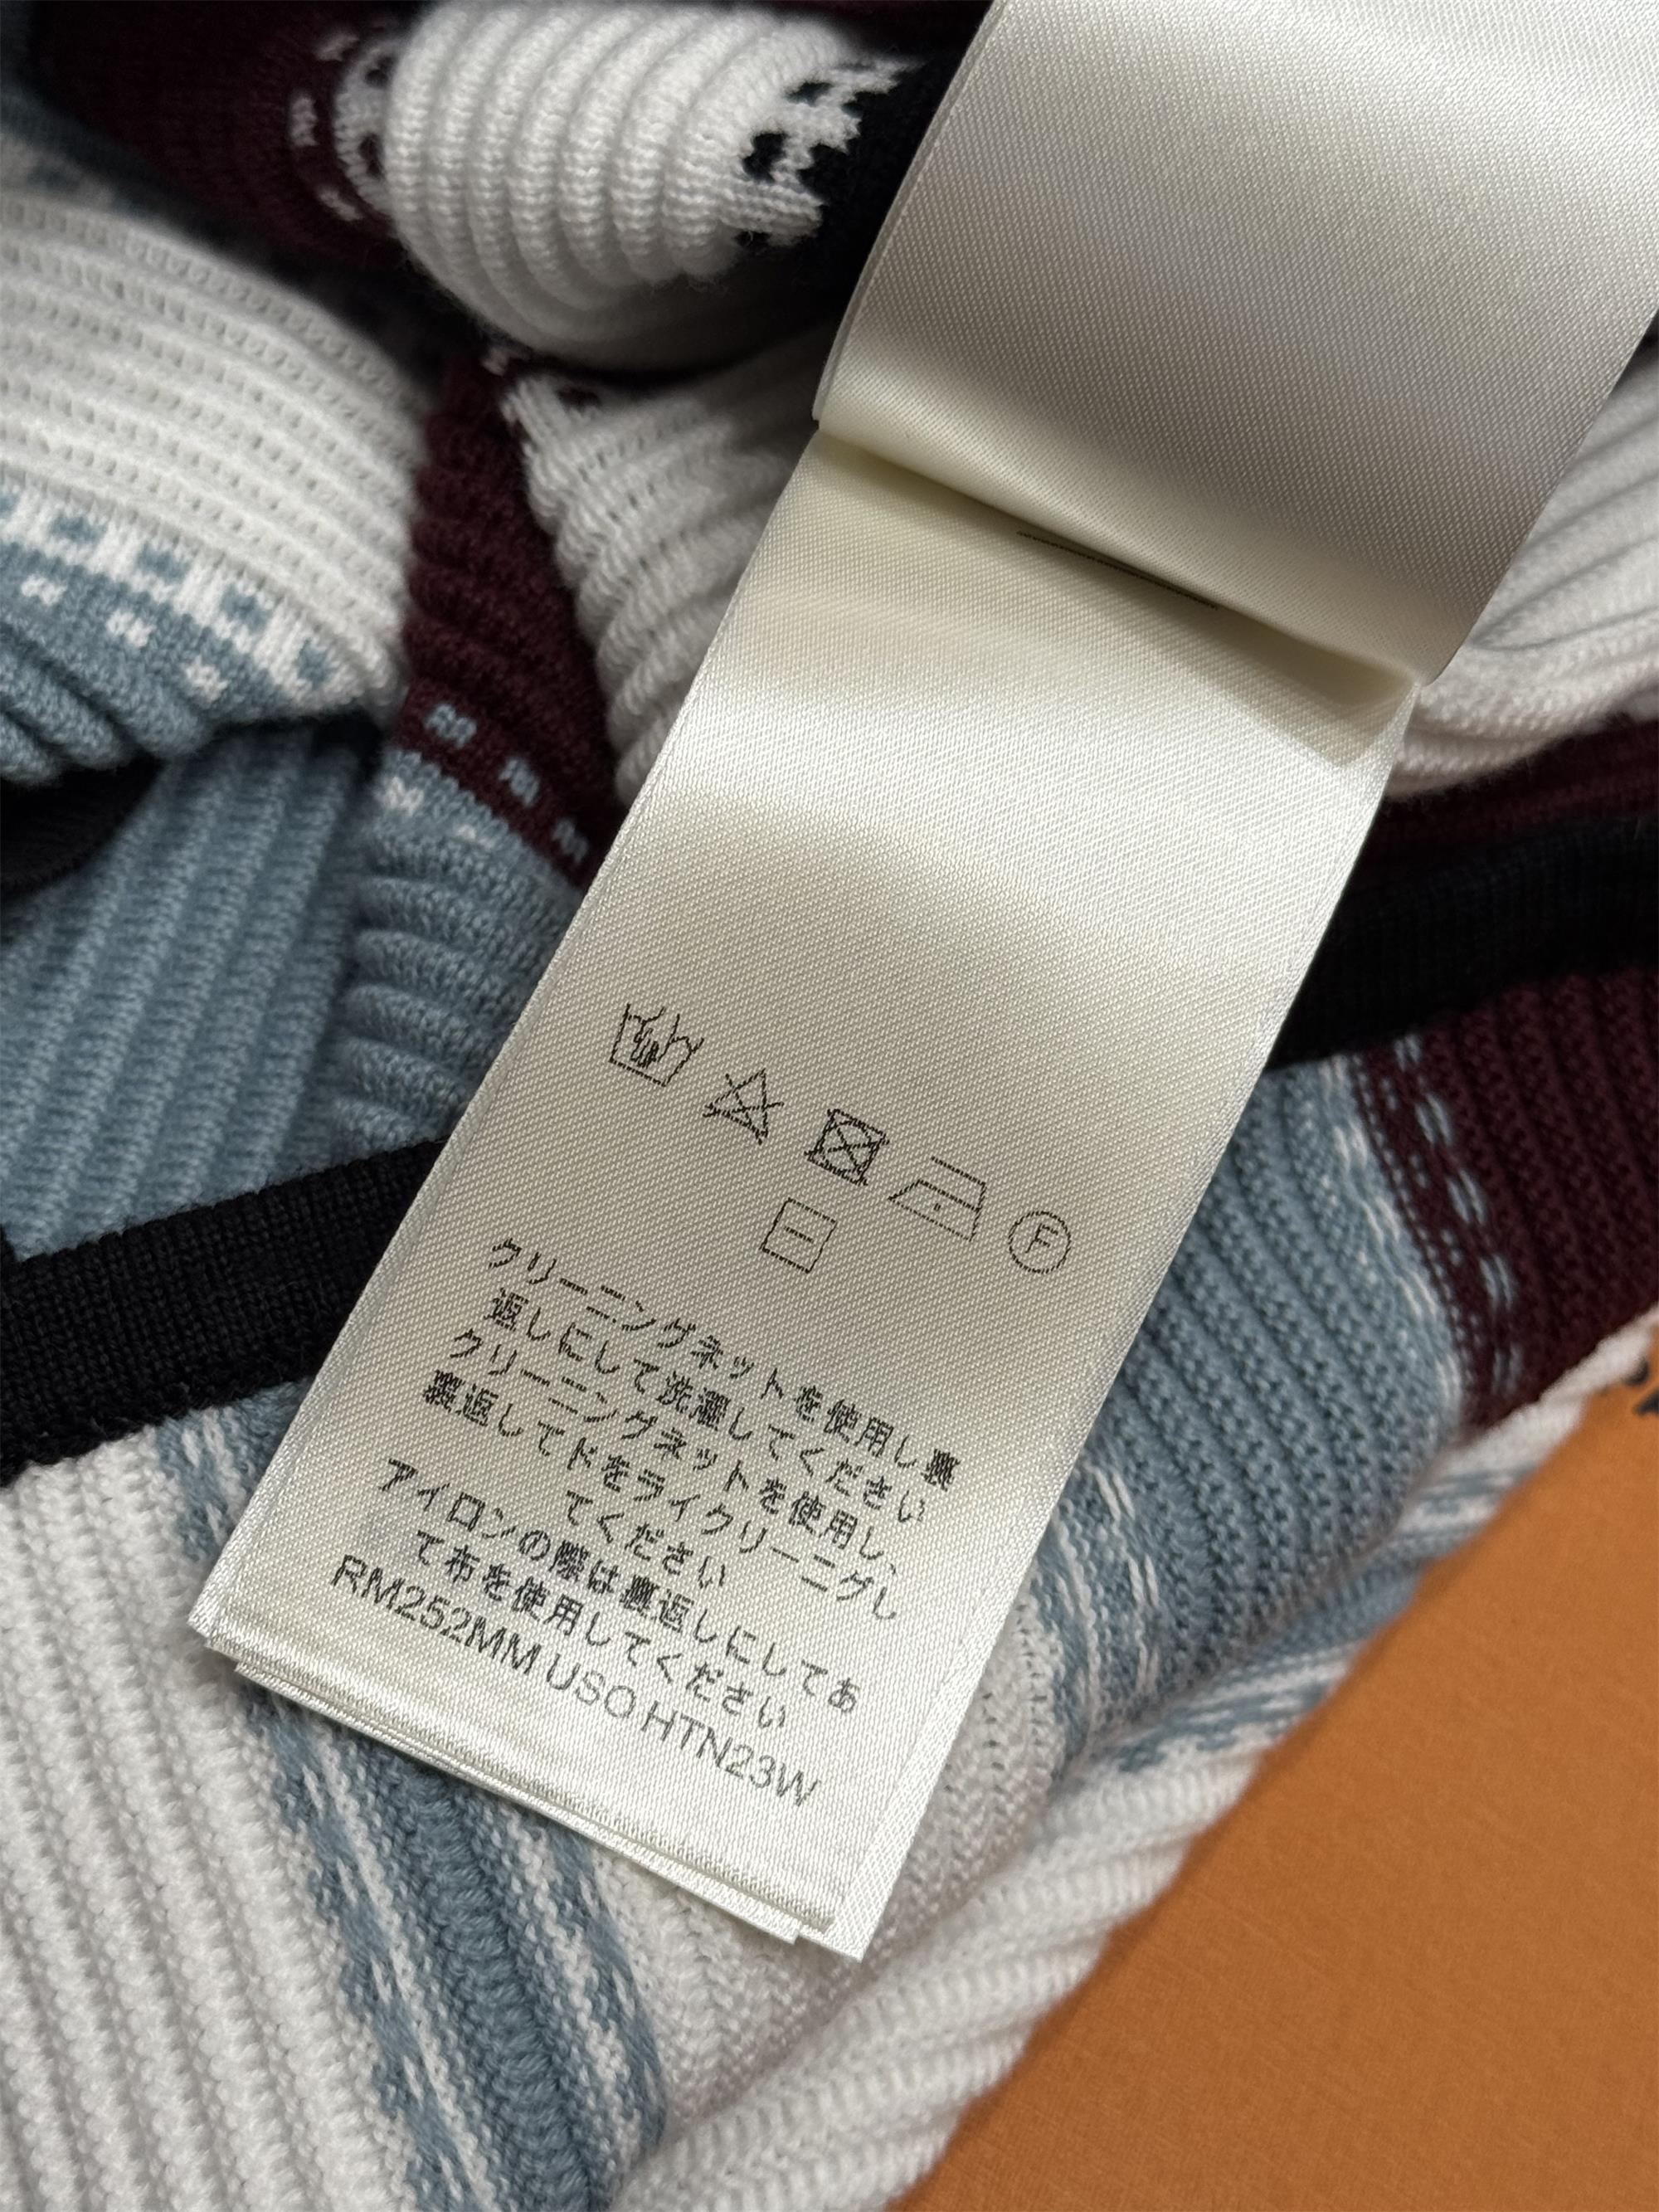 F
クリーニングネットを使用し裏
返しにして洗濯してください
クリーニングネットを使用し、
裏返してドをライクリーニグし
てください
アイロンの際は裏返しにしてあ
て布を使用してください
RM252MM USO HTN23W